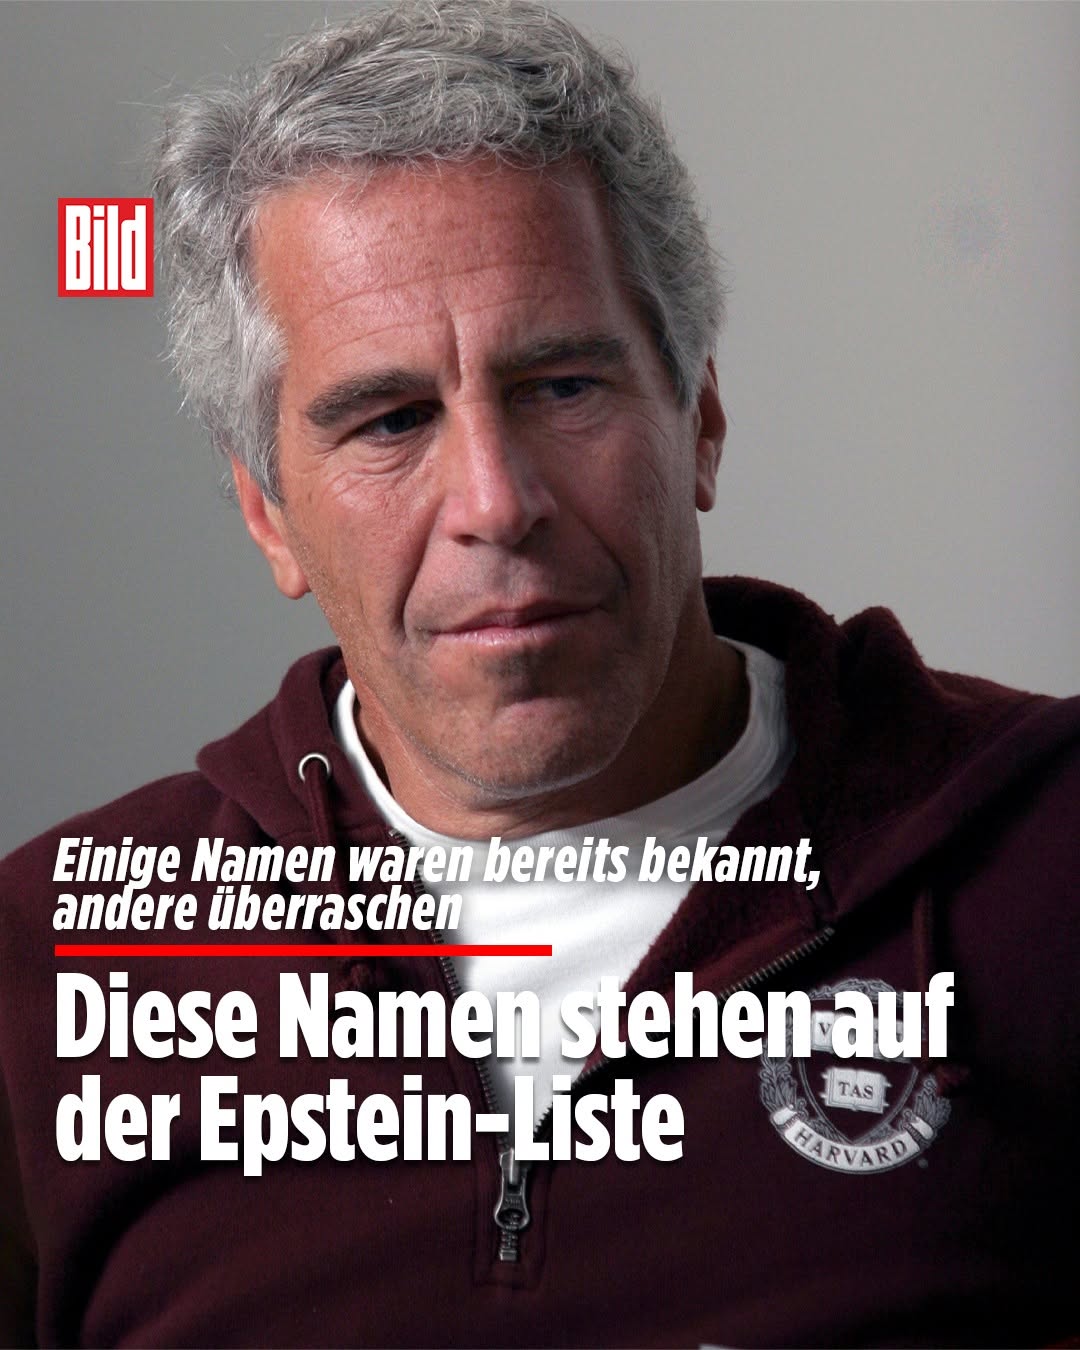 Bild
Einige Namen waren bereits bekannt,
andere überraschen
Diese Namen stehen auf
der Epstein-Liste
TAS
HARVARD